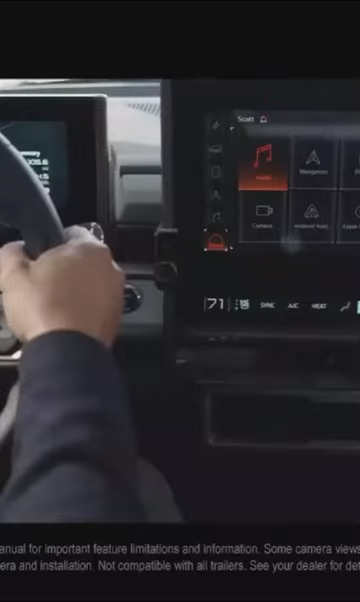 Scott
Audio
Navigation
Camera
Android Auto
Apple
71
SYNC A/C HEAT
anual for important feature limitations and information. Some camera views
era and installation. Not compatible with all trailers. See your dealer for det